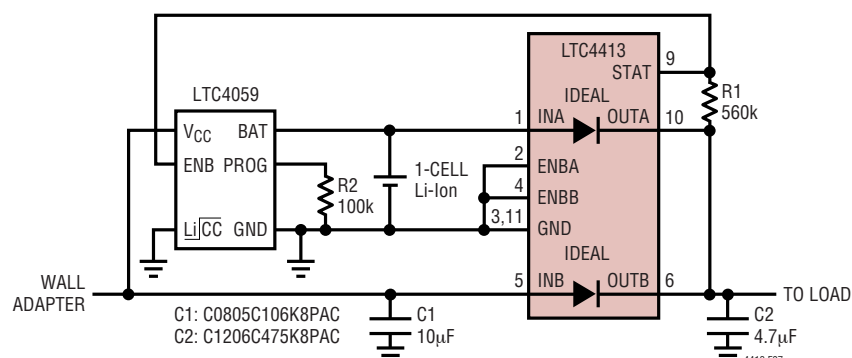 LTC4413
9
STAT
R1
560k
LTC4059
IDEAL
1
INA
OUTA
10
VCC
BAT
2
ENBA
ENB
PROG
1-CELL
Li-Ion
R2
100k
4
ENBB
3,11
GND
LiCC
GND
IDEAL
WALL
ADAPTER
5
INB
OUTB
6
TO LOAD
C1: C0805C106K8PAC
C2: C1206C475K8PAC
C1
10µF
C2
4.7µF